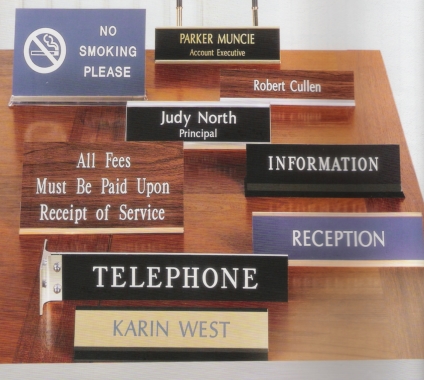 NO
SMOKING
PLEASE
PARKER MUNCIE
Account Executive
Robert Cullen
Judy North
Principal
All Fees
Must Be Paid Upon
Receipt of Service
INFORMATION
RECEPTION
TELEPHONE
KARIN WEST